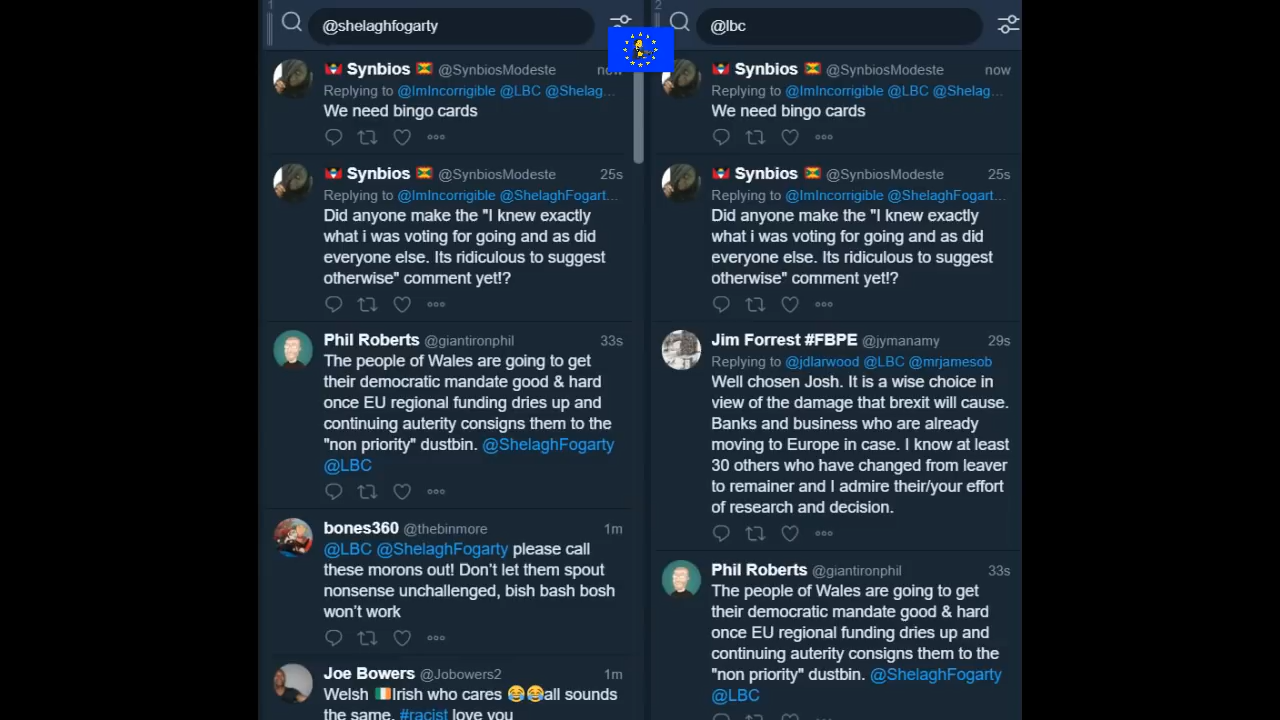 1
@shelaghfogarty
Synbios @SynbiosModeste now
Replying to @ImIncorrigible @LBC @Shelag...
We need bingo cards
Synbios @SynbiosModeste 25s
Replying to @ImIncorrigible @ShelaghFogart...
Did anyone make the "I knew exactly
what i was voting for going and as did
everyone else. Its ridiculous to suggest
otherwise" comment yet!?
Phil Roberts @giantironphil 33s
The people of Wales are going to get
their democratic mandate good & hard
once EU regional funding dries up and
continuing auterity consigns them to the
"non priority" dustbin. @ShelaghFogarty
@LBC
bones360 @thebinmore 1m
@LBC @ShelaghFogarty please call
these morons out! Don't let them spout
nonsense unchallenged, bish bash bosh
won't work
Joe Bowers @Jobowers2 1m
Welsh 🇮🇪Irish who cares 😂😂all sounds
the same, #racist love you
2
@lbc
Synbios @SynbiosModeste now
Replying to @ImIncorrigible @LBC @Shelag...
We need bingo cards
Synbios @SynbiosModeste 25s
Replying to @ImIncorrigible @ShelaghFogart...
Did anyone make the "I knew exactly
what i was voting for going and as did
everyone else. Its ridiculous to suggest
otherwise" comment yet!?
Jim Forrest #FBPE @jymanamy 29s
Replying to @jdlarwood @LBC @mrjamesob
Well chosen Josh. It is a wise choice in
view of the damage that brexit will cause.
Banks and business who are already
moving to Europe in case. I know at least
30 others who have changed from leaver
to remainer and I admire their/your effort
of research and decision.
Phil Roberts @giantironphil 33s
The people of Wales are going to get
their democratic mandate good & hard
once EU regional funding dries up and
continuing auterity consigns them to the
"non priority" dustbin. @ShelaghFogarty
@LBC